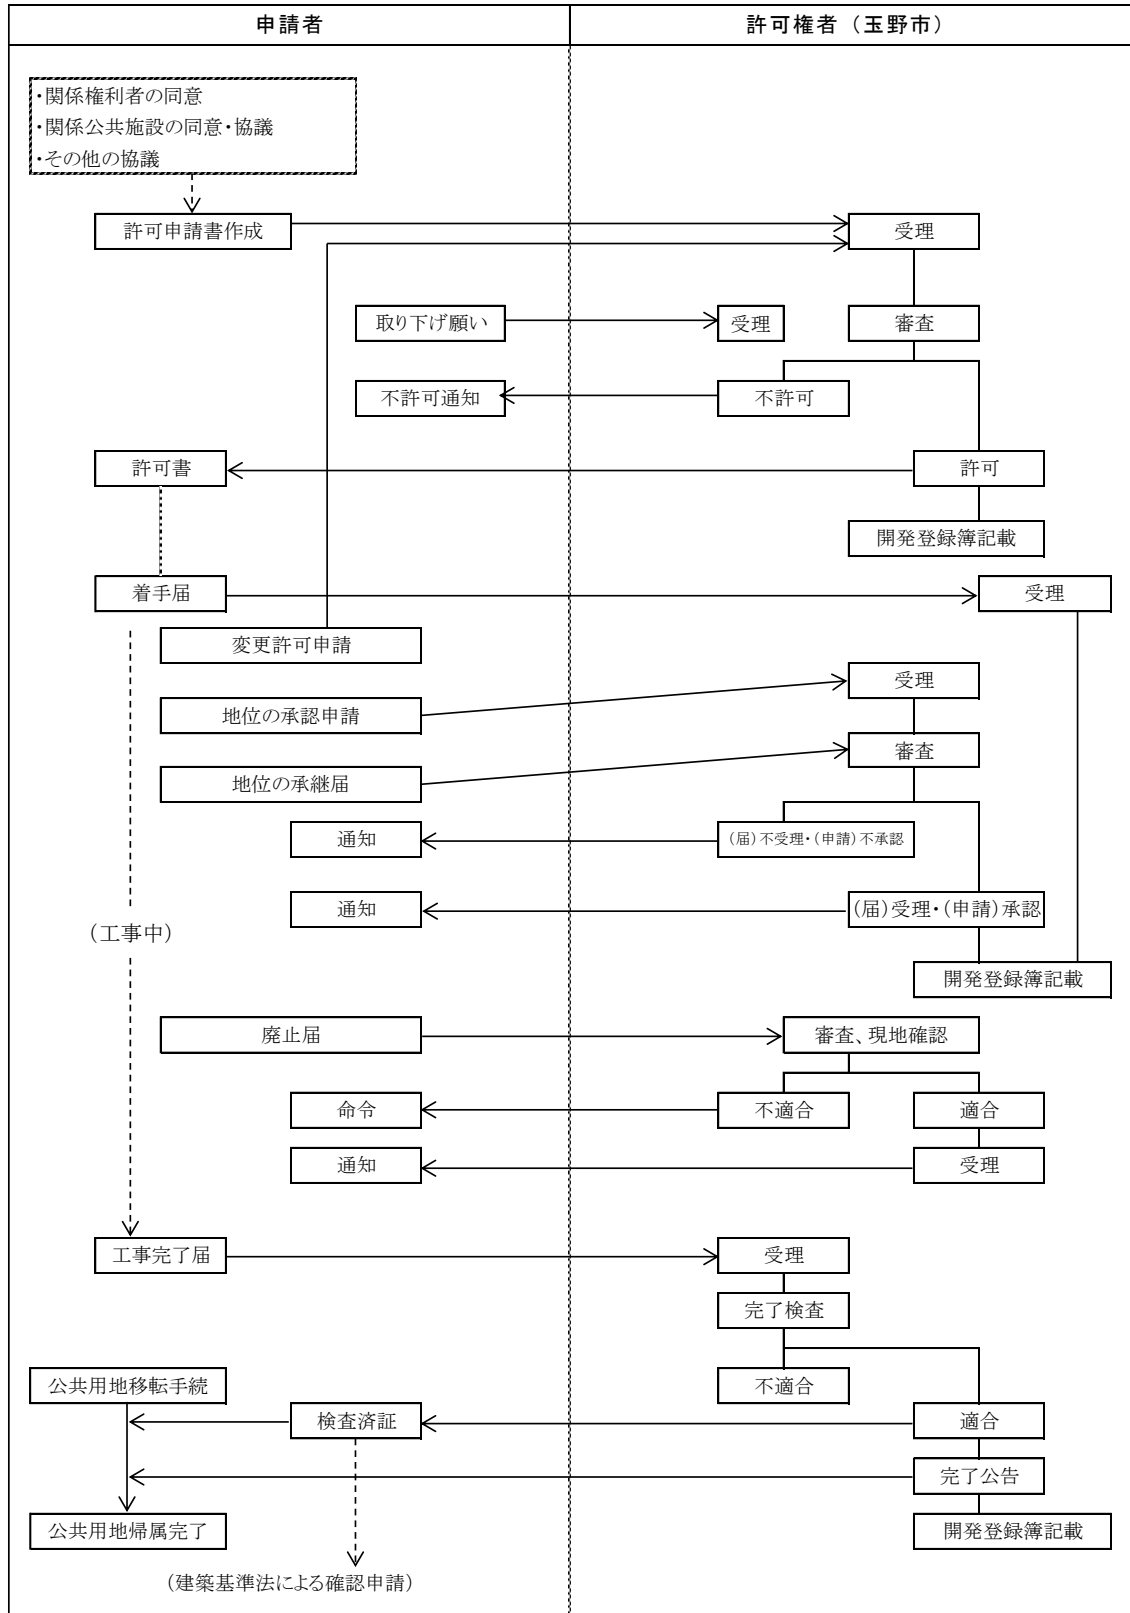 申請者
許可権者（玉野市）
・関係権利者の同意
・関係公共施設の同意・協議
・その他の協議
許可申請書作成
受理
取り下げ願い
受理
審査
不許可通知
不許可
許可書
許可
開発登録簿記載
着手届
受理
変更許可申請
受理
地位の承認申請
審査
地位の承継届
通知
（届）不受理・（申請）不承認
通知
（届）受理・（申請）承認
（工事中）
開発登録簿記載
廃止届
審査、現地確認
命令
不適合
適合
通知
受理
工事完了届
受理
完了検査
公共用地移転手続
不適合
検査済証
適合
完了公告
公共用地帰属完了
開発登録簿記載
（建築基準法による確認申請）